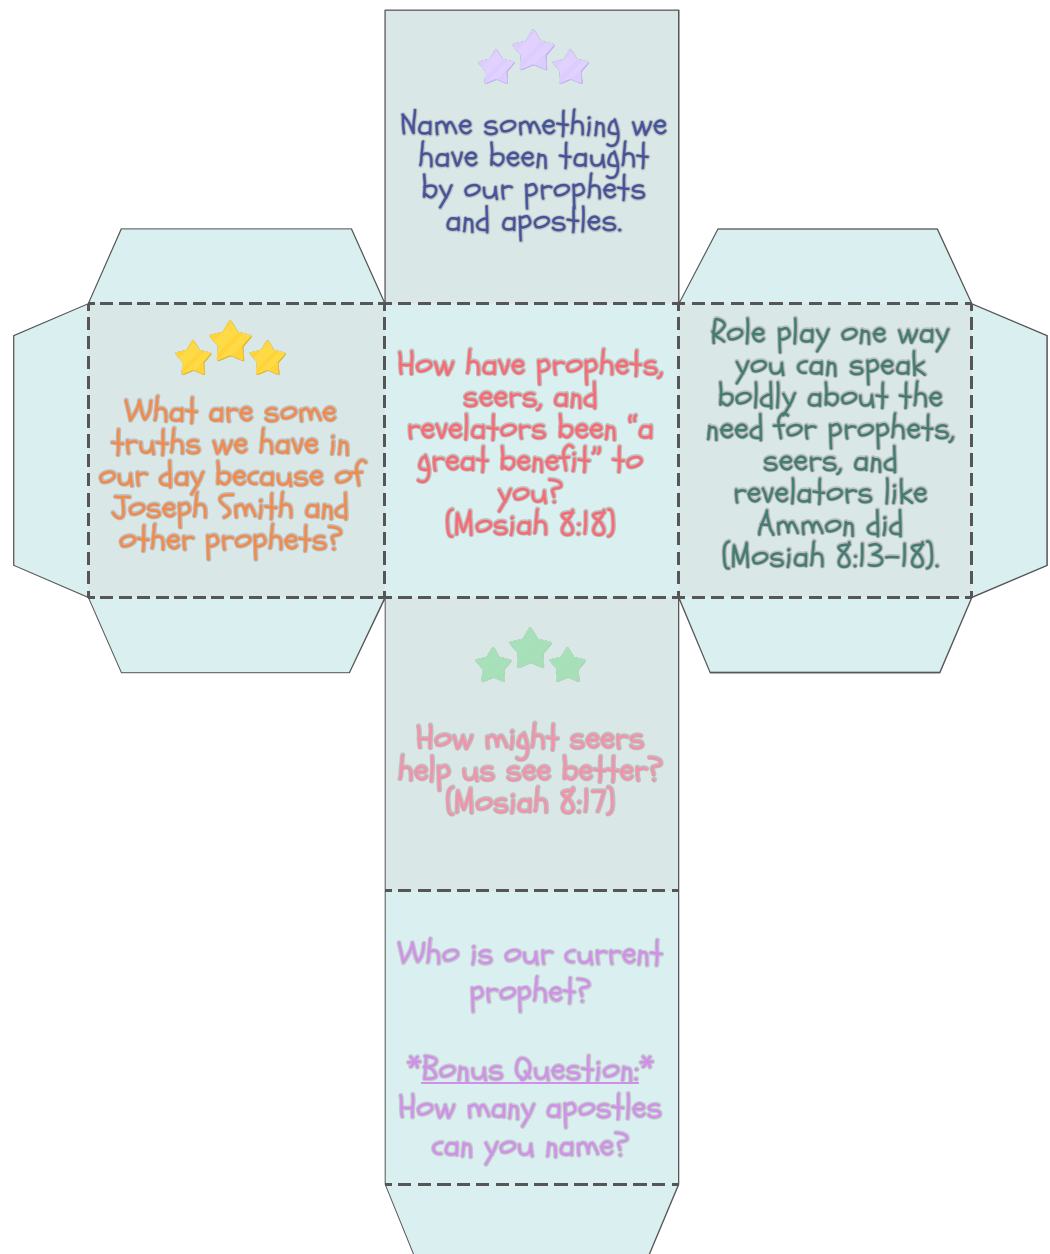 Name something we
have been taught
by our prophets
and apostles.
What are some
truths we have in
our day because of
Joseph Smith and
other prophets?
How have prophets,
seers, and
revelators been “a
great benefit” to
you?
(Mosiah 8:18)
Role play one way
you can speak
boldly about the
need for prophets,
seers, and
revelators like
Ammon did
(Mosiah 8:13–18).
How might seers
help us see better?
(Mosiah 8:17)
Who is our current
prophet?
*Bonus Question:*
How many apostles
can you name?